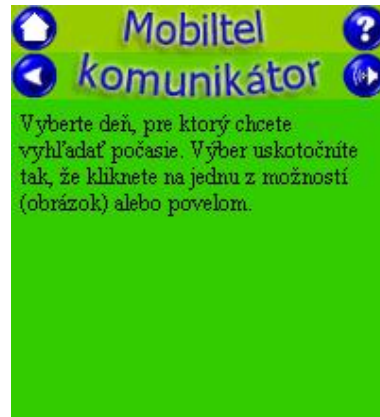 Mobiltel
komunikátor
?
Vyberte deň, pre ktorý chcete
vyhľadať počasie. Výber uskotočníte
tak, že kliknete na jednu z možností
(obrázok) alebo povelom.